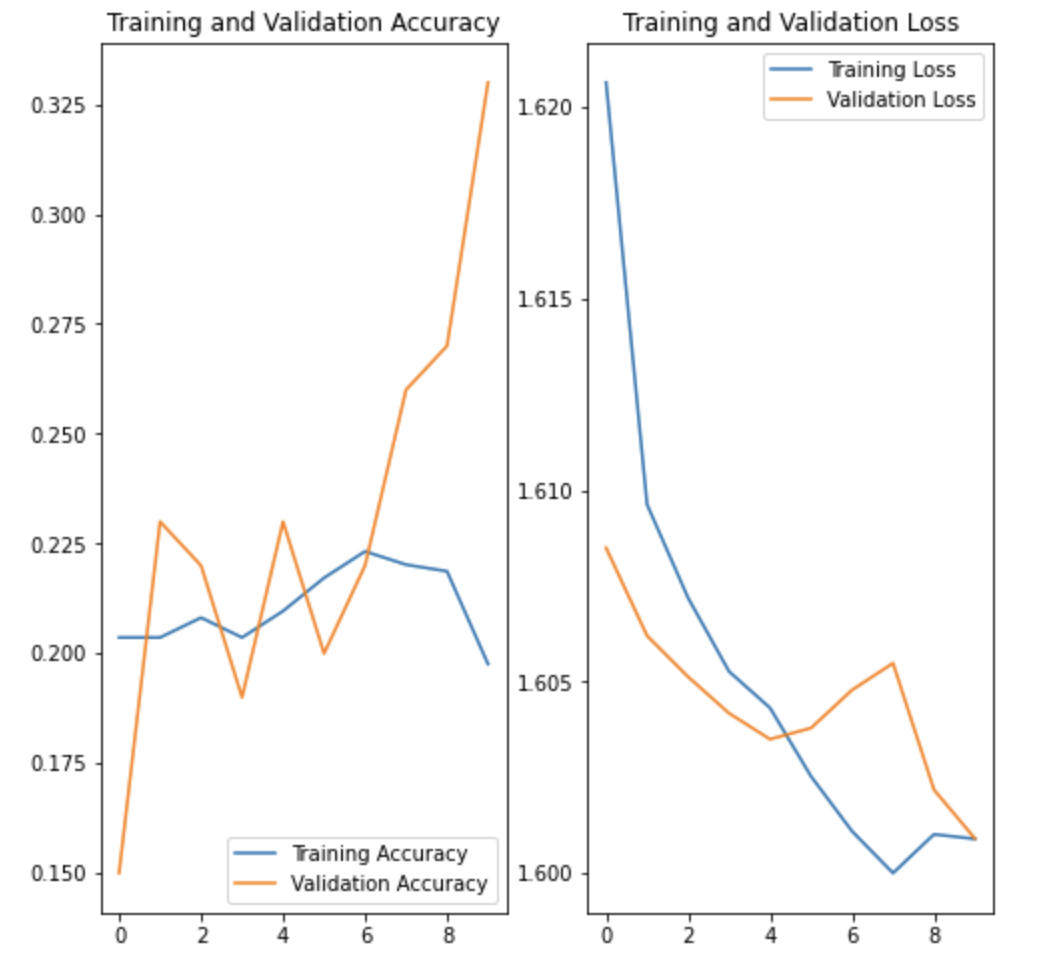 Training and Validation Accuracy
0.325
0.300
0.275
0.250
0.225
0.200
0.175
0.150
Training Accuracy
Validation Accuracy
0 2 4 6 8
Training and Validation Loss
Training Loss
Validation Loss
1.620
1.615
1.610
1.605
1.600
0 2 4 6 8